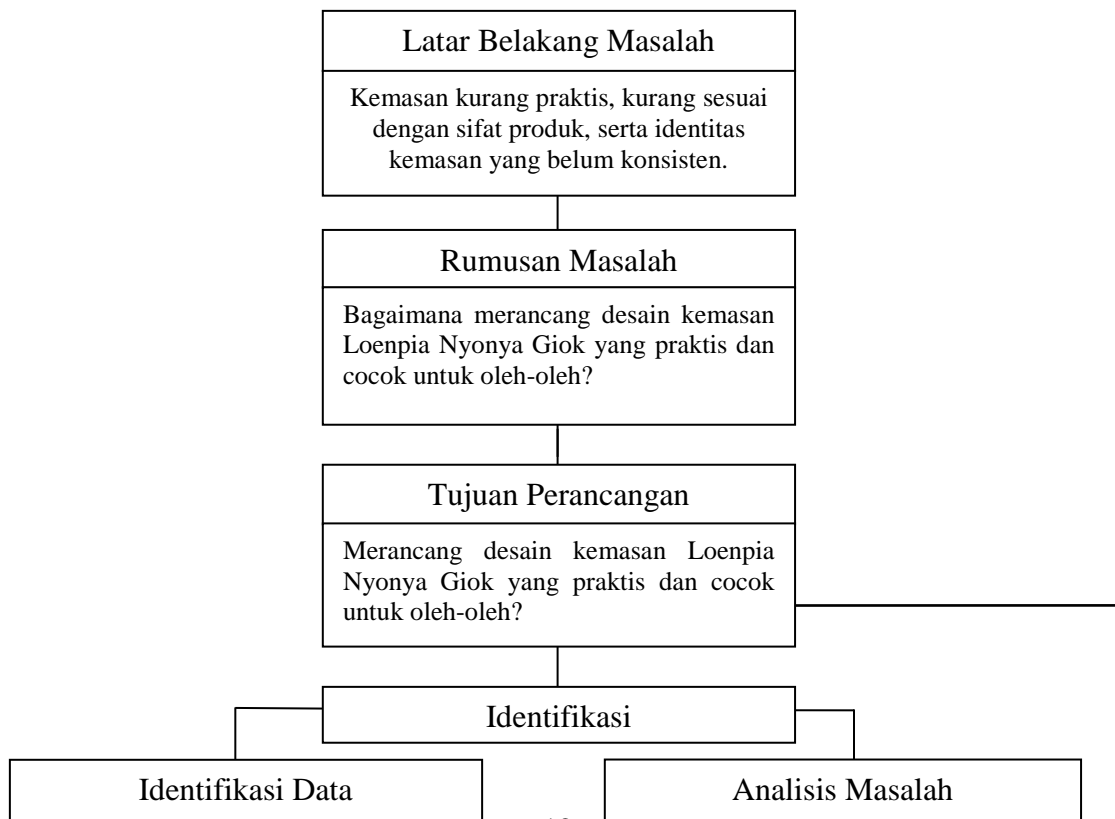 Latar Belakang Masalah
Kemasan kurang praktis, kurang sesuai
dengan sifat produk, serta identitas
kemasan yang belum konsisten.
Rumusan Masalah
Bagaimana merancang desain kemasan
Loenpia Nyonya Giok yang praktis dan
cocok untuk oleh-oleh?
Tujuan Perancangan
Merancang desain kemasan Loenpia
Nyonya Giok yang praktis dan cocok
untuk oleh-oleh?
Identifikasi
Identifikasi Data
Analisis Masalah